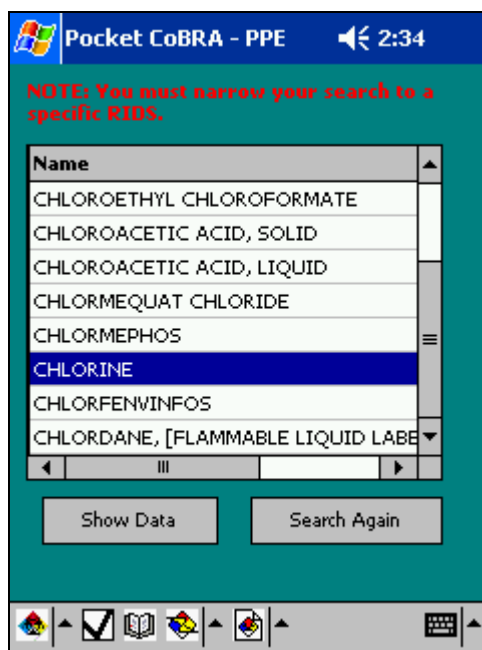 Pocket CoBRA - PPE 2:34
NOTE: You must narrow your search to a
specific RIDS.
Name
CHLOROETHYL CHLOROFORMATE
CHLOROACETIC ACID, SOLID
CHLOROACETIC ACID, LIQUID
CHLORMEQUAT CHLORIDE
CHLORMEPHOS
CHLORINE
CHLORFENVINFOS
CHLORDANE, [FLAMMABLE LIQUID LABE
Show Data Search Again